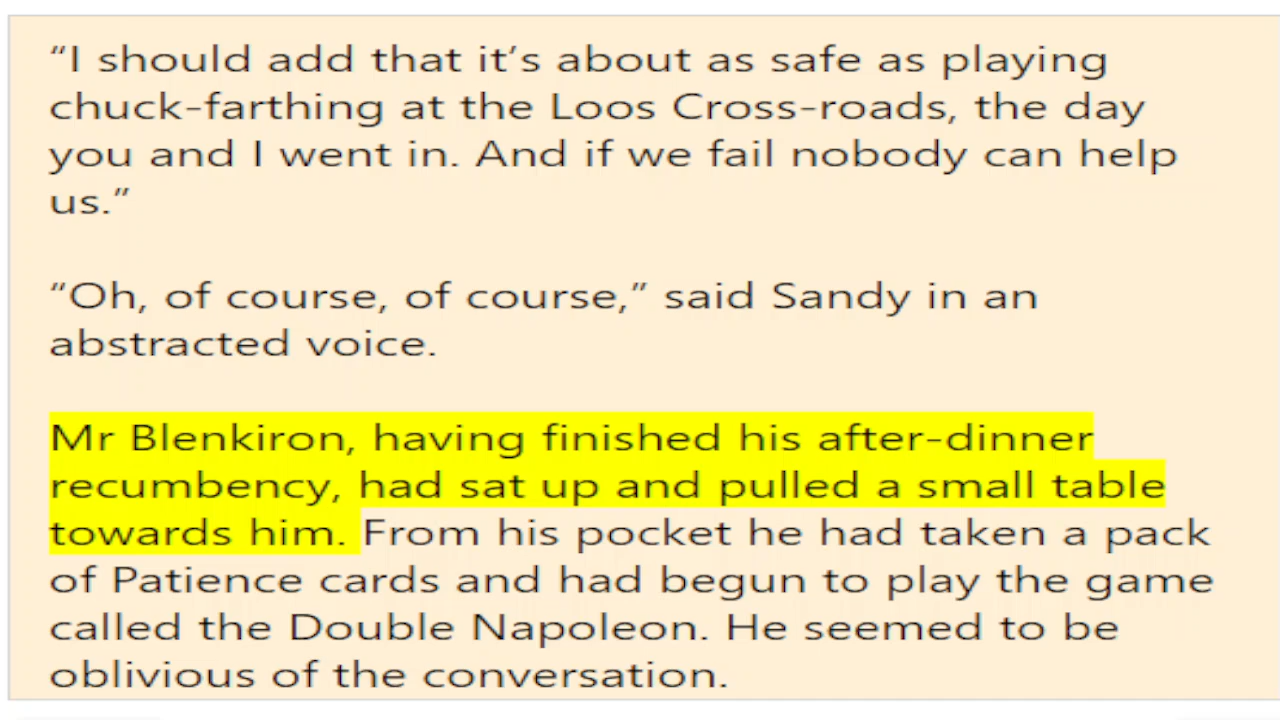 “I should add that it’s about as safe as playing
chuck-farthing at the Loos Cross-roads, the day
you and I went in. And if we fail nobody can help
us.”
“Oh, of course, of course,” said Sandy in an
abstracted voice.
Mr Blenkiron, having finished his after-dinner
recumbency, had sat up and pulled a small table
towards him. From his pocket he had taken a pack
of Patience cards and had begun to play the game
called the Double Napoleon. He seemed to be
oblivious of the conversation.